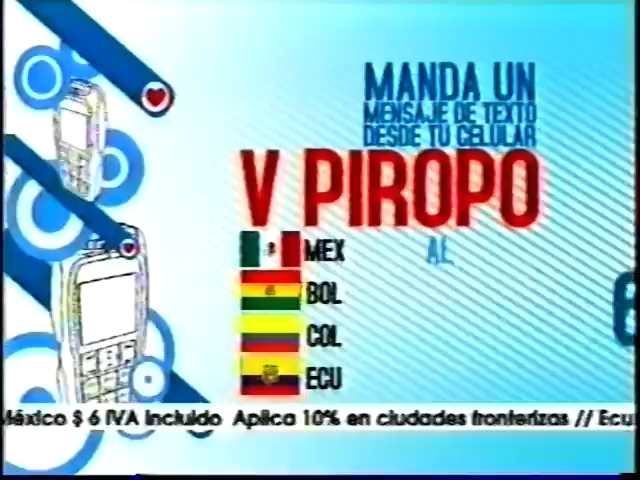 MANDA UN
MENSAJE DE TEXTO
DESDE TU CELULAR
V PIROPO
MEX AL
BOL
COL
ECU
México $ 6 IVA Incluido Aplica 10% en ciudades fronterizas // Ecu